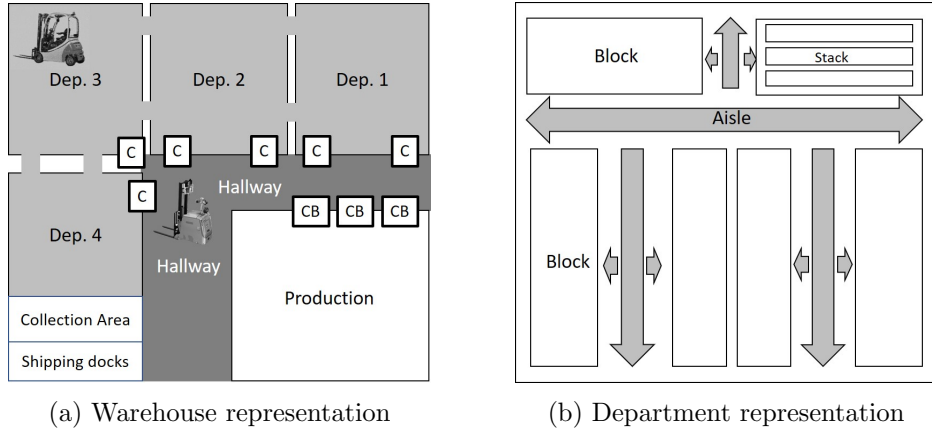 Dep. 3
Dep. 2
Dep. 1
C
C
C
C
C
C
Hallway
CB
CB
CB
Dep. 4
Hallway
Production
Collection Area
Shipping docks
(a) Warehouse representation
Block
Stack
Aisle
Block
(b) Department representation